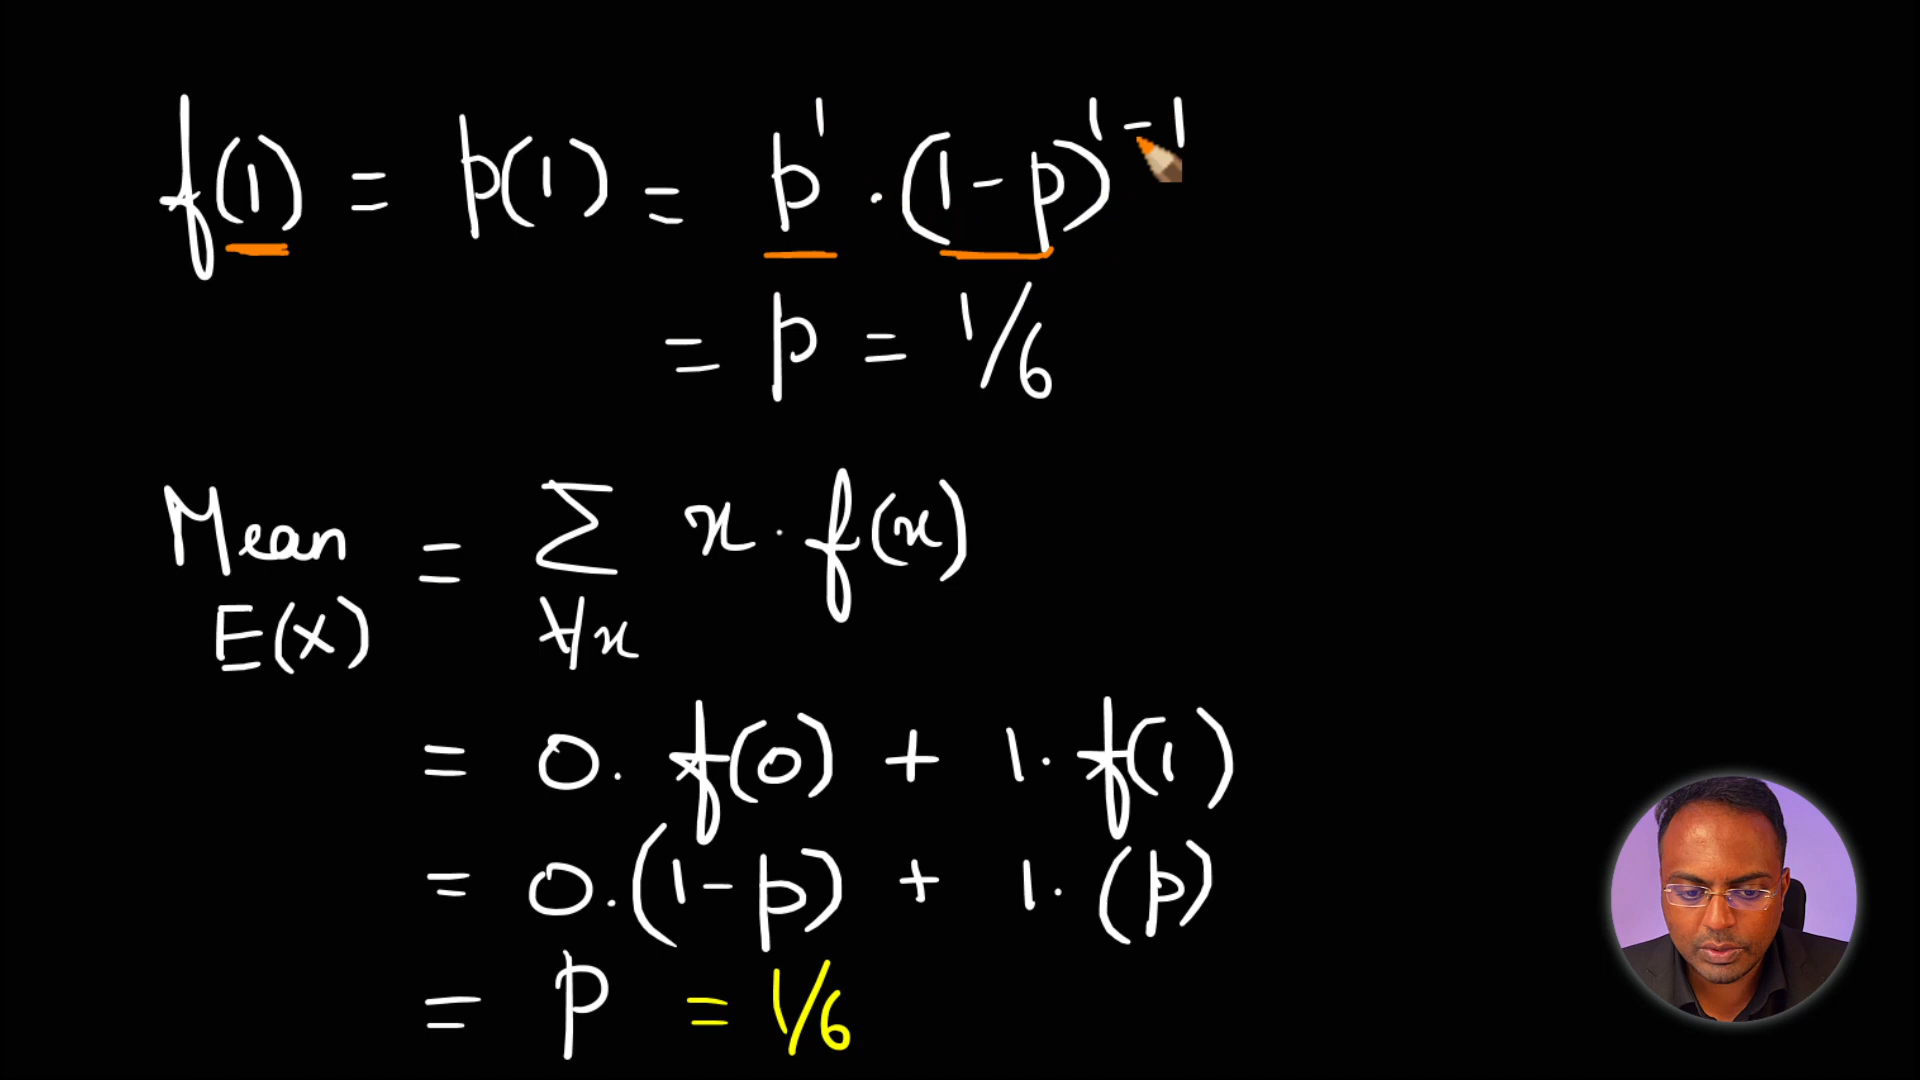 f(1) = p(1) = p¹ · (1-p)¹⁻¹
= p = 1/6
Mean = Σ x · f(x)
E(X) ∀x
= 0 · f(0) + 1 · f(1)
= 0 · (1-p) + 1 · (p)
= p = 1/6